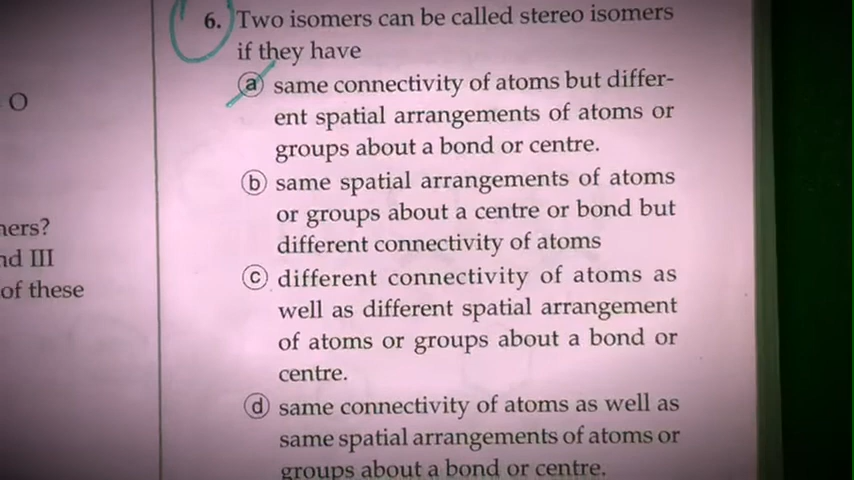 O
ners?
nd III
of these
6. Two isomers can be called stereo isomers
if they have
a same connectivity of atoms but differ-
ent spatial arrangements of atoms or
groups about a bond or centre.
b same spatial arrangements of atoms
or groups about a centre or bond but
different connectivity of atoms
c different connectivity of atoms as
well as different spatial arrangement
of atoms or groups about a bond or
centre.
d same connectivity of atoms as well as
same spatial arrangements of atoms or
groups about a bond or centre.